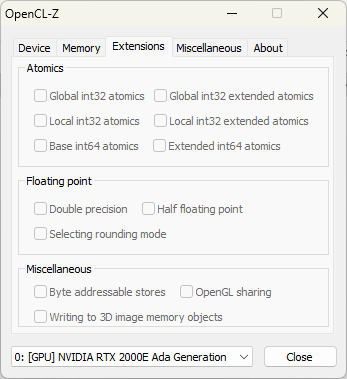 OpenCL-Z
Device Memory Extensions Miscellaneous About
Atomics
Global int32 atomics Global int32 extended atomics
Local int32 atomics Local int32 extended atomics
Base int64 atomics Extended int64 atomics
Floating point
Double precision Half floating point
Selecting rounding mode
Miscellaneous
Byte addressable stores OpenGL sharing
Writing to 3D image memory objects
0: [GPU] NVIDIA RTX 2000E Ada Generation Close